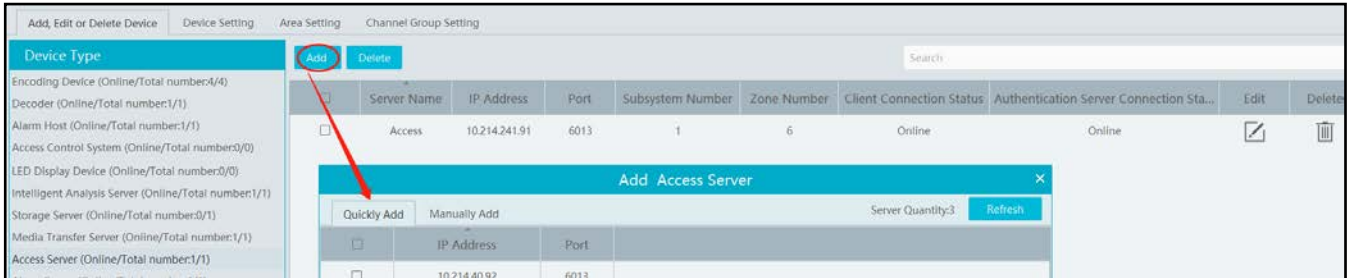 Add, Edit or Delete Device Device Setting Area Setting Channel Group Setting
Device Type
Add Delete Search
Encoding Device (Online/Total number:4/4)
Decoder (Online/Total number:1/1)
Alarm Host (Online/Total number:1/1)
Access Control System (Online/Total number:0/0)
LED Display Device (Online/Total number:0/0)
Intelligent Analysis Server (Online/Total number:1/1)
Storage Server (Online/Total number:0/1)
Media Transfer Server (Online/Total number:1/1)
Access Server (Online/Total number:1/1)
Server Name IP Address Port Subsystem Number Zone Number Client Connection Status Authentication Server Connection Sta... Edit Delete
Access 10.214.241.91 6013 1 6 Online Online
Add Access Server
Quickly Add Manually Add Server Quantity:3 Refresh
IP Address Port
10.214.40.92 6013